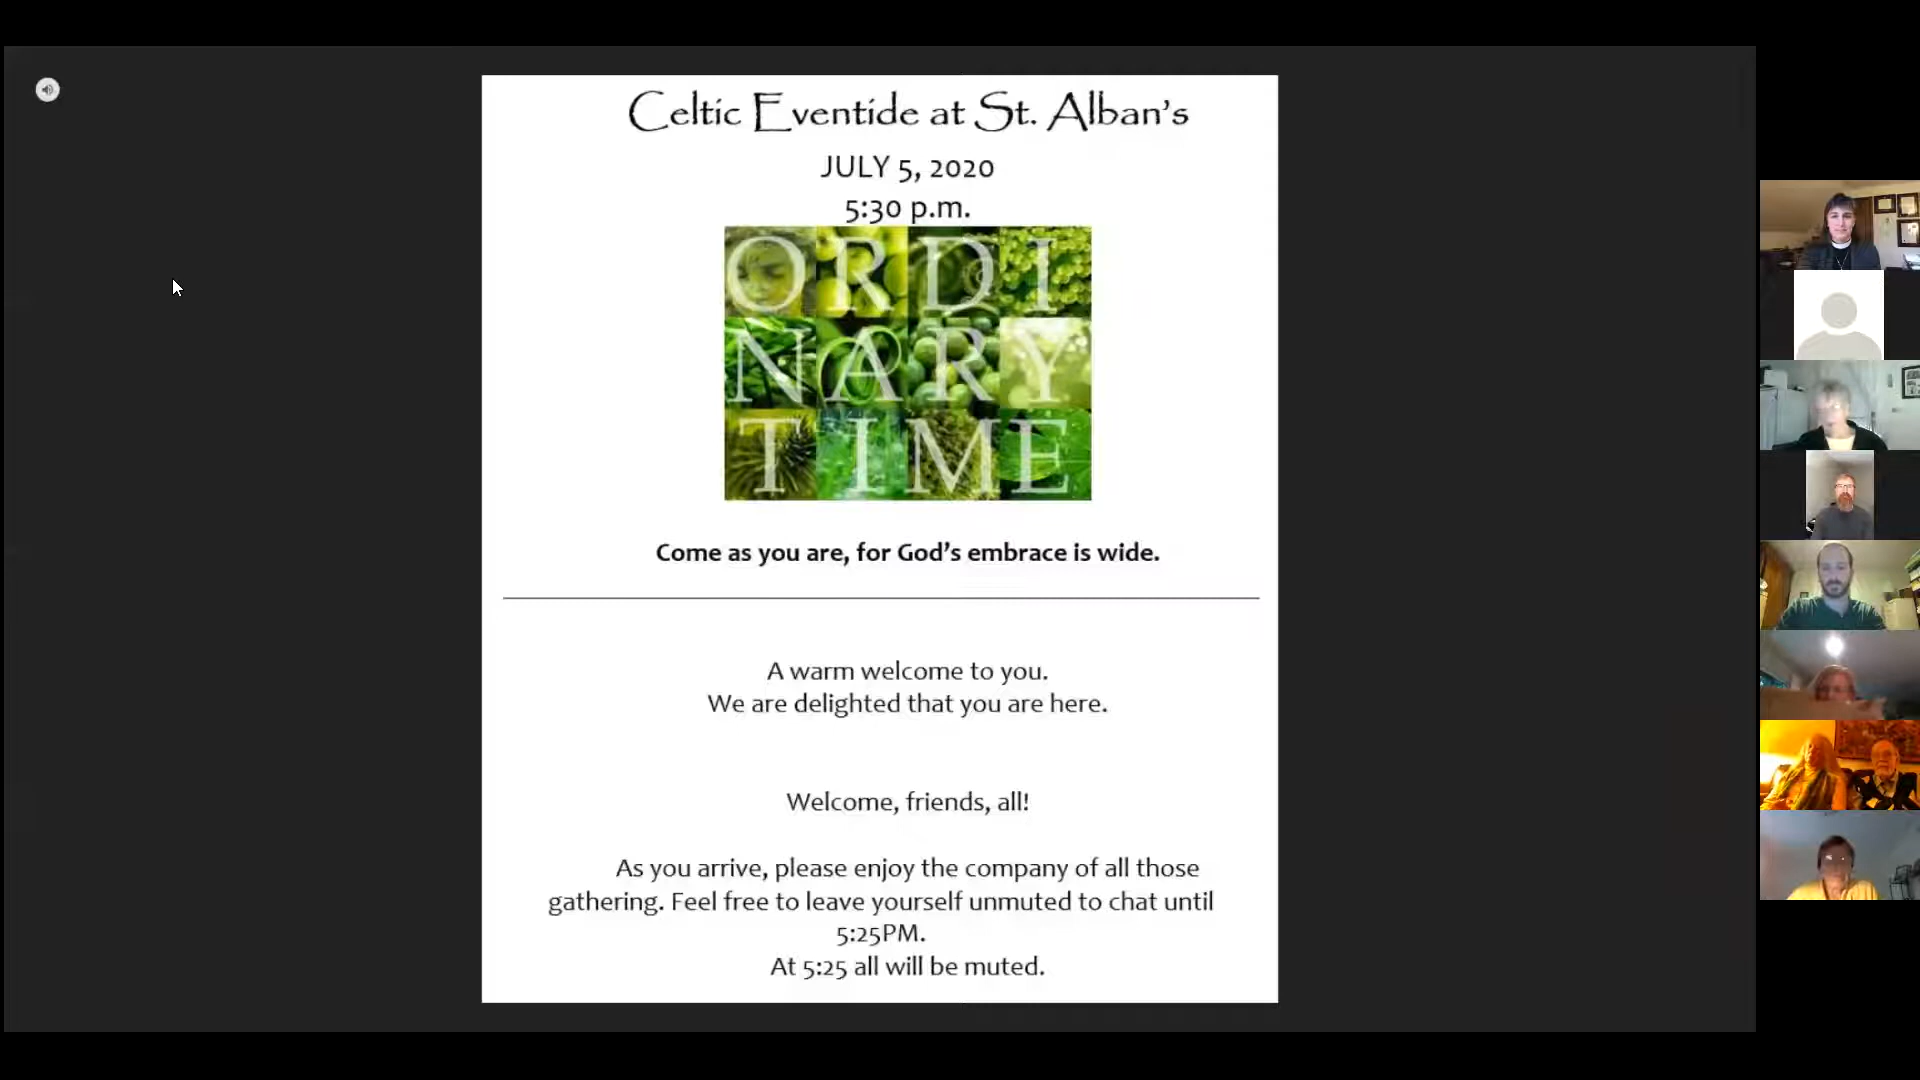 Celtic Eventide at St. Alban's
JULY 5, 2020
5:30 p.m.
ORDI
NARY
TIME
Come as you are, for God's embrace is wide.
A warm welcome to you.
We are delighted that you are here.
Welcome, friends, all!
As you arrive, please enjoy the company of all those
gathering. Feel free to leave yourself unmuted to chat until
5:25PM.
At 5:25 all will be muted.